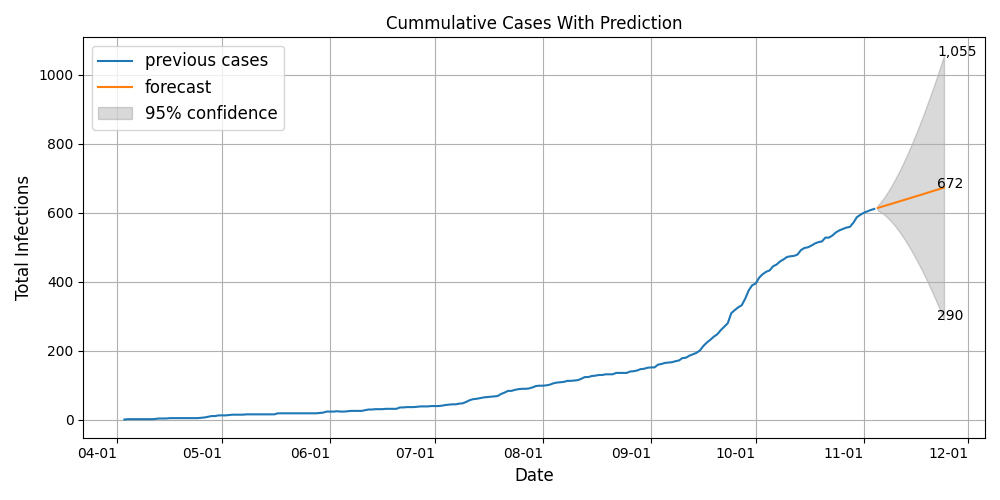 Cummulative Cases With Prediction
previous cases
forecast
95% confidence
1,055
672
290
Total Infections
1000
800
600
400
200
0
04-01 05-01 06-01 07-01 08-01 09-01 10-01 11-01 12-01
Date